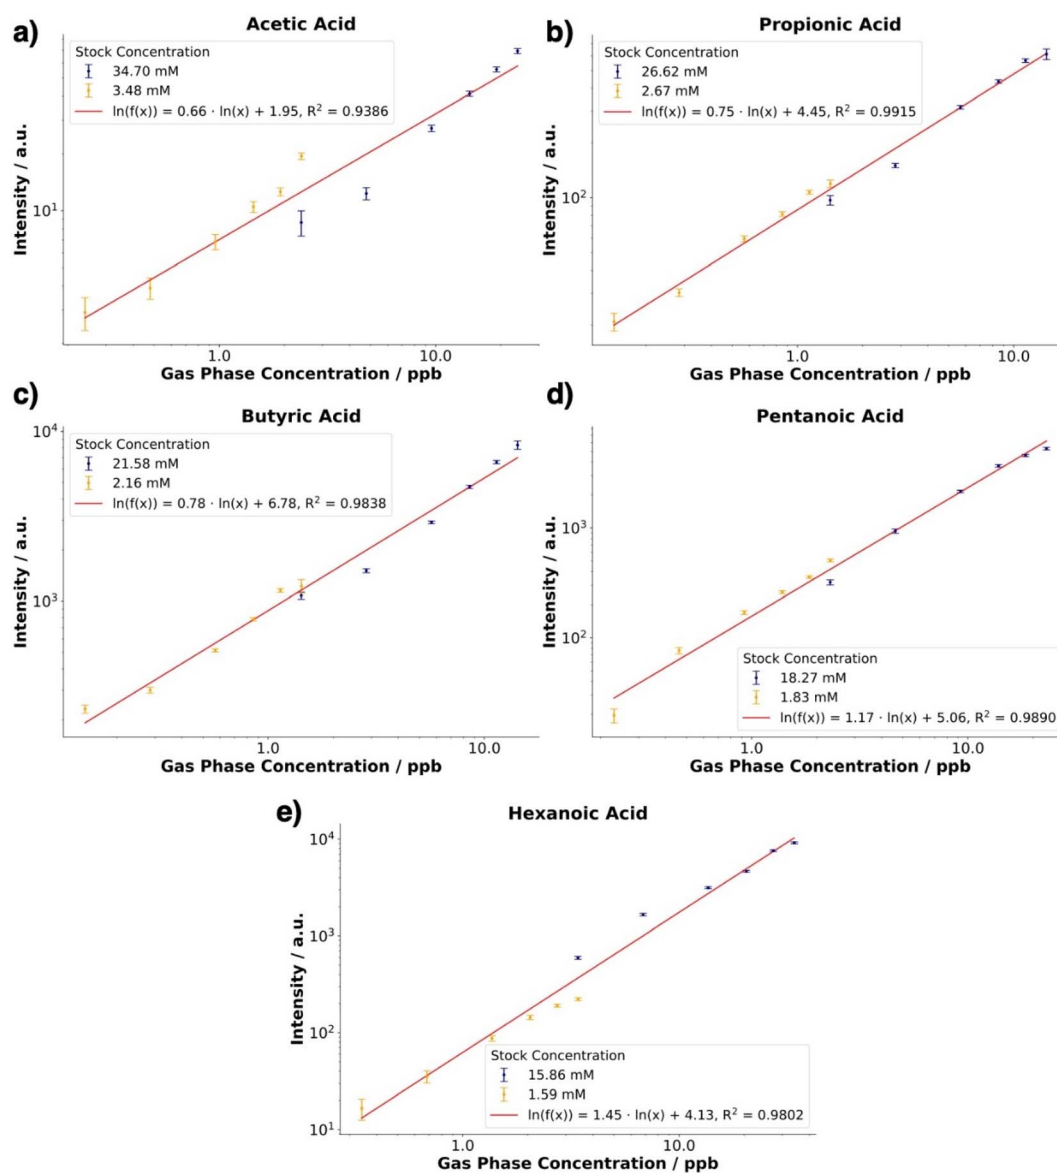 a)
Acetic Acid
Stock Concentration
34.70 mM
3.48 mM
ln(f(x)) = 0.66 · ln(x) + 1.95, R² = 0.9386
Intensity / a.u.
10¹
1.0
10.0
Gas Phase Concentration / ppb
b)
Propionic Acid
Stock Concentration
26.62 mM
2.67 mM
ln(f(x)) = 0.75 · ln(x) + 4.45, R² = 0.9915
Intensity / a.u.
10²
1.0
10.0
Gas Phase Concentration / ppb
c)
Butyric Acid
Stock Concentration
21.58 mM
2.16 mM
ln(f(x)) = 0.78 · ln(x) + 6.78, R² = 0.9838
Intensity / a.u.
10⁴
10³
1.0
10.0
Gas Phase Concentration / ppb
d)
Pentanoic Acid
Intensity / a.u.
10³
10²
Stock Concentration
18.27 mM
1.83 mM
ln(f(x)) = 1.17 · ln(x) + 5.06, R² = 0.9890
1.0
10.0
Gas Phase Concentration / ppb
e)
Hexanoic Acid
Intensity / a.u.
10⁴
10³
10²
10¹
Stock Concentration
15.86 mM
1.59 mM
ln(f(x)) = 1.45 · ln(x) + 4.13, R² = 0.9802
1.0
10.0
Gas Phase Concentration / ppb